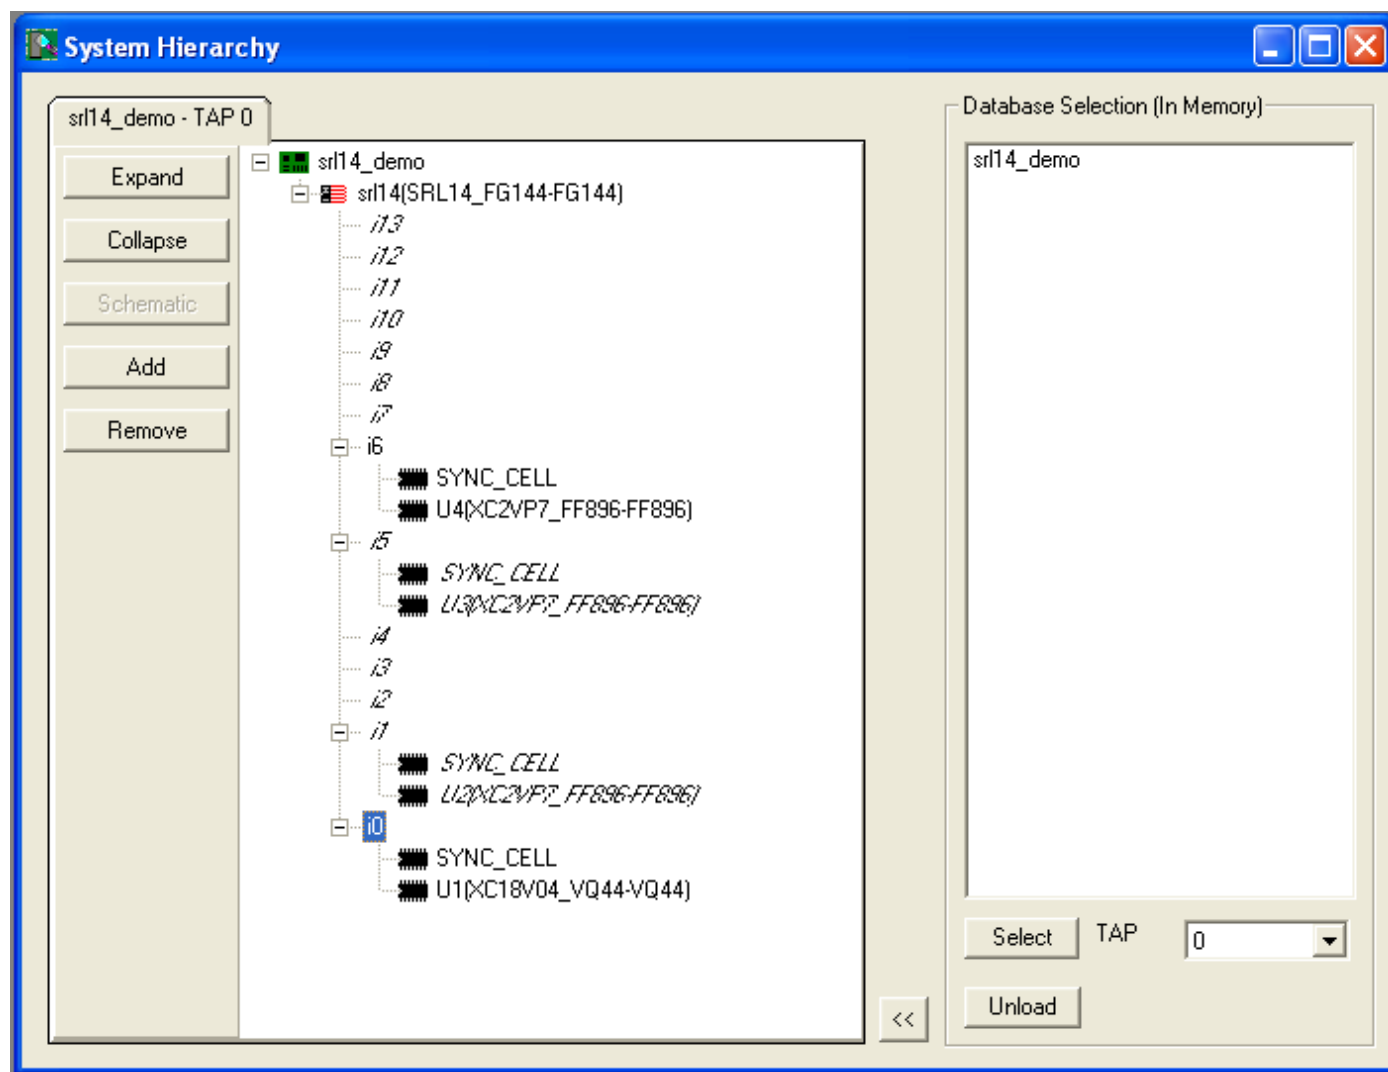 System Hierarchy
srl14_demo - TAP 0
Expand
Collapse
Schematic
Add
Remove
srl14_demo
srl14(SRL14_FG144-FG144)
i13
i12
i11
i10
i9
i8
i7
i6
SYNC_CELL
U4(XC2VP7_FF896-FF896)
i5
SYNC_CELL
U3(XC2VP7_FF896-FF896)
i4
i3
i2
i1
SYNC_CELL
U2(XC2VP7_FF896-FF896)
i0
SYNC_CELL
U1(XC18V04_VQ44-VQ44)
<<
Database Selection (In Memory)
srl14_demo
Select TAP 0
Unload